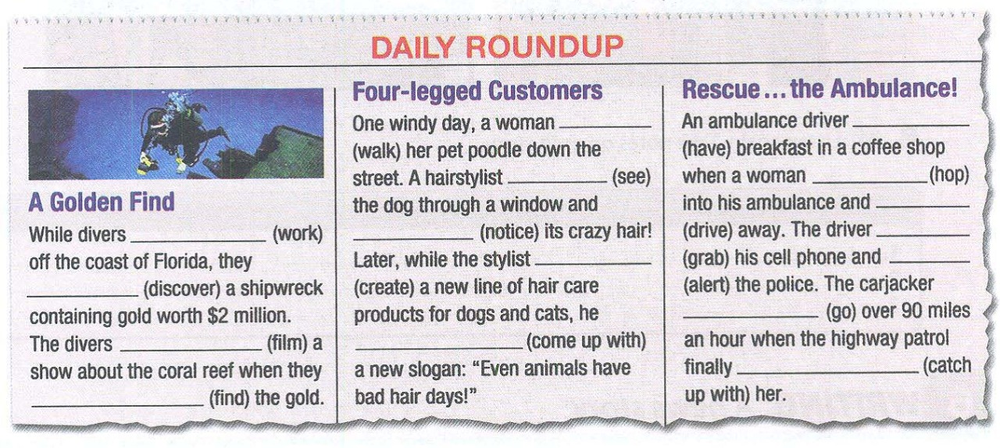 DAILY ROUNDUP
A Golden Find
While divers ____________ (work)
off the coast of Florida, they
____________ (discover) a shipwreck
containing gold worth $2 million.
The divers ____________ (film) a
show about the coral reef when they
____________ (find) the gold.
Four-legged Customers
One windy day, a woman ____________
(walk) her pet poodle down the
street. A hairstylist ____________ (see)
the dog through a window and
____________ (notice) its crazy hair!
Later, while the stylist ____________
(create) a new line of hair care
products for dogs and cats, he
____________ (come up with)
a new slogan: “Even animals have
bad hair days!”
Rescue...the Ambulance!
An ambulance driver ____________
(have) breakfast in a coffee shop
when a woman ____________ (hop)
into his ambulance and ____________
(drive) away. The driver ____________
(grab) his cell phone and ____________
(alert) the police. The carjacker
____________ (go) over 90 miles
an hour when the highway patrol
finally ____________ (catch
up with) her.